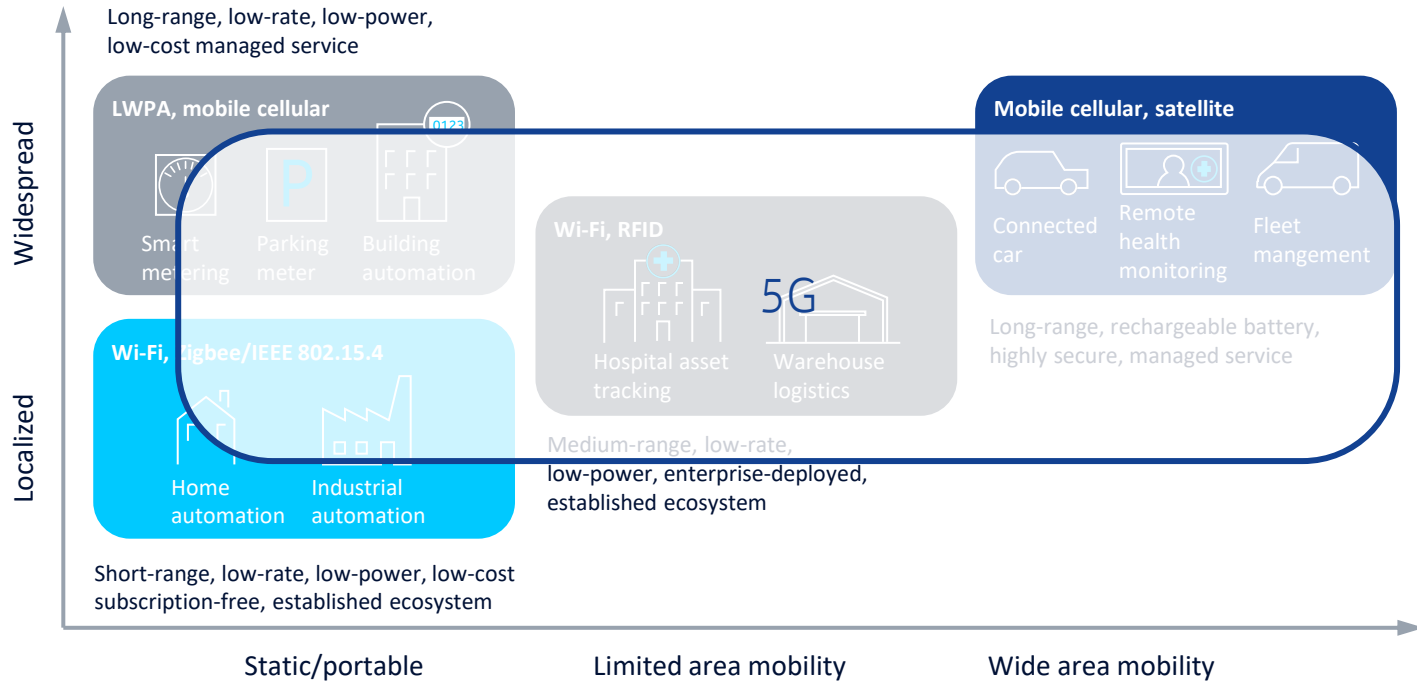 Long-range, low-rate, low-power,
low-cost managed service
Widespread
LWPA, mobile cellular
0123
P
Smart
metering
Parking
meter
Building
automation
Mobile cellular, satellite
Connected
car
Remote
health
monitoring
Fleet
mangement
Long-range, rechargeable battery,
highly secure, managed service
Wi-Fi, RFID
5G
Hospital asset
tracking
Warehouse
logistics
Medium-range, low-rate,
low-power, enterprise-deployed,
established ecosystem
Localized
Wi-Fi, Zigbee/IEEE 802.15.4
Home
automation
Industrial
automation
Short-range, low-rate, low-power, low-cost
subscription-free, established ecosystem
Static/portable
Limited area mobility
Wide area mobility